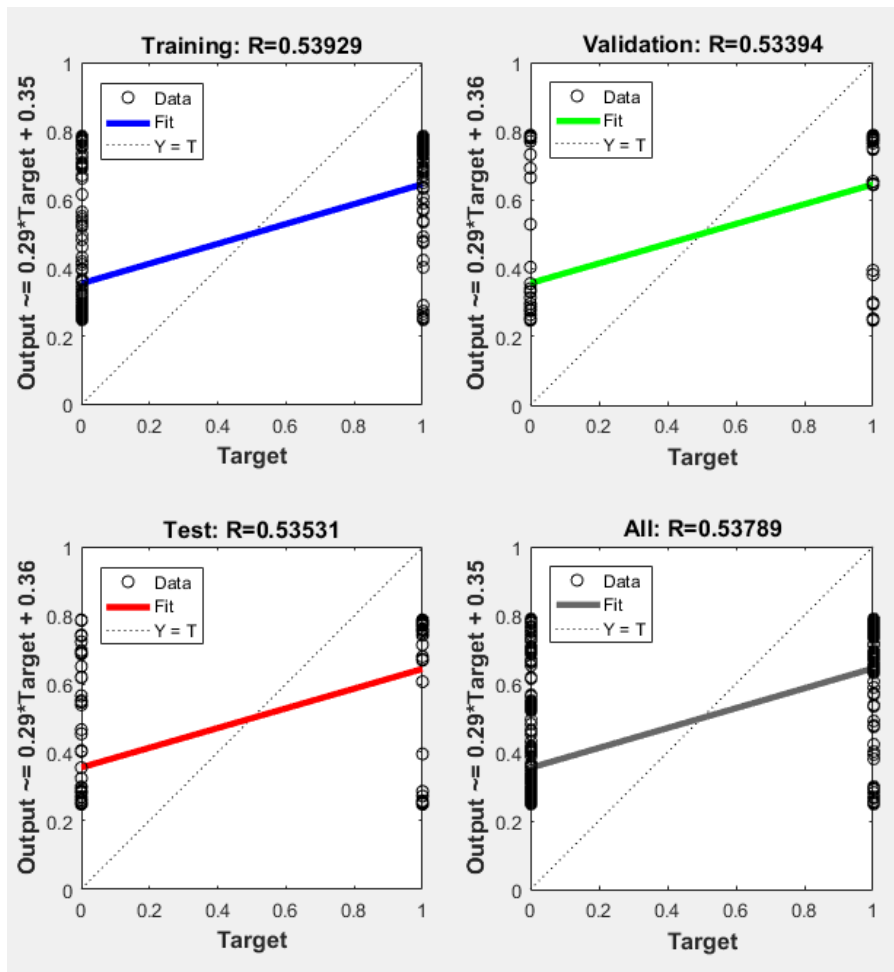 Training: R=0.53929
Output ~= 0.29*Target + 0.35
1
0.8
0.6
0.4
0.2
0
Data
Fit
Y = T
0 0.2 0.4 0.6 0.8 1
Target
Validation: R=0.53394
Output ~= 0.29*Target + 0.36
1
0.8
0.6
0.4
0.2
0
Data
Fit
Y = T
0 0.2 0.4 0.6 0.8 1
Target
Test: R=0.53531
Output ~= 0.29*Target + 0.36
1
0.8
0.6
0.4
0.2
0
Data
Fit
Y = T
0 0.2 0.4 0.6 0.8 1
Target
All: R=0.53789
Output ~= 0.29*Target + 0.35
1
0.8
0.6
0.4
0.2
0
Data
Fit
Y = T
0 0.2 0.4 0.6 0.8 1
Target